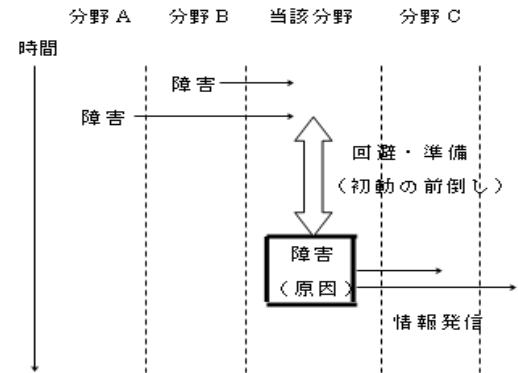 分野A 分野B 当該分野 分野C
時間
障害
障害
回避・準備
(初動の前倒し)
障害
(原因)
情報発信